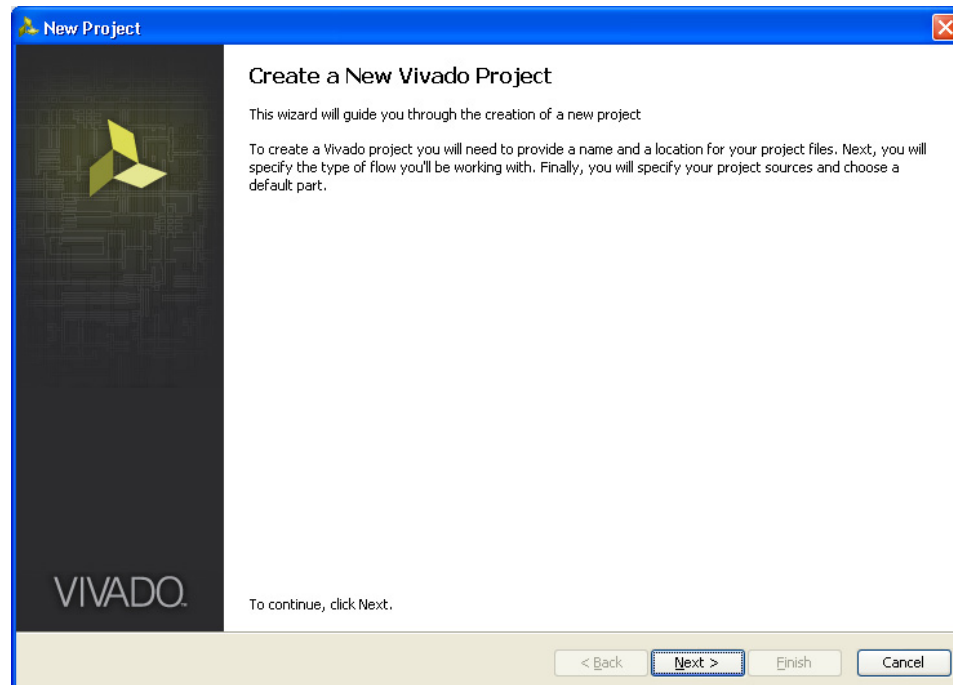 New Project
Create a New Vivado Project
This wizard will guide you through the creation of a new project
To create a Vivado project you will need to provide a name and a location for your project files. Next, you will
specify the type of flow you'll be working with. Finally, you will specify your project sources and choose a
default part.
VIVADO™
To continue, click Next.
< Back Next > Finish Cancel